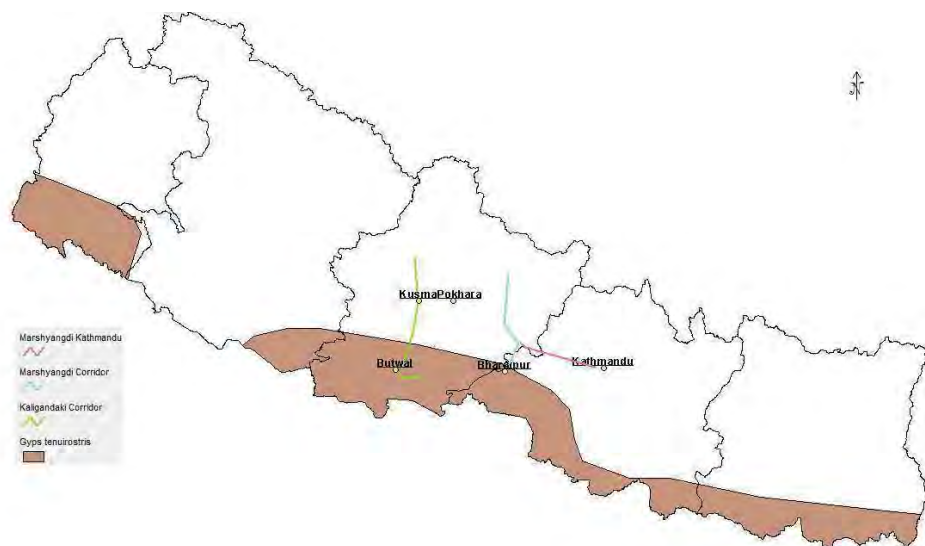 KusmaPokhara
Butwal
Bharatpur
Kathmandu
Marshyangdi Kathmandu
Marshyangdi Corridor
Kaligandaki Corridor
Gyps tenuirostris